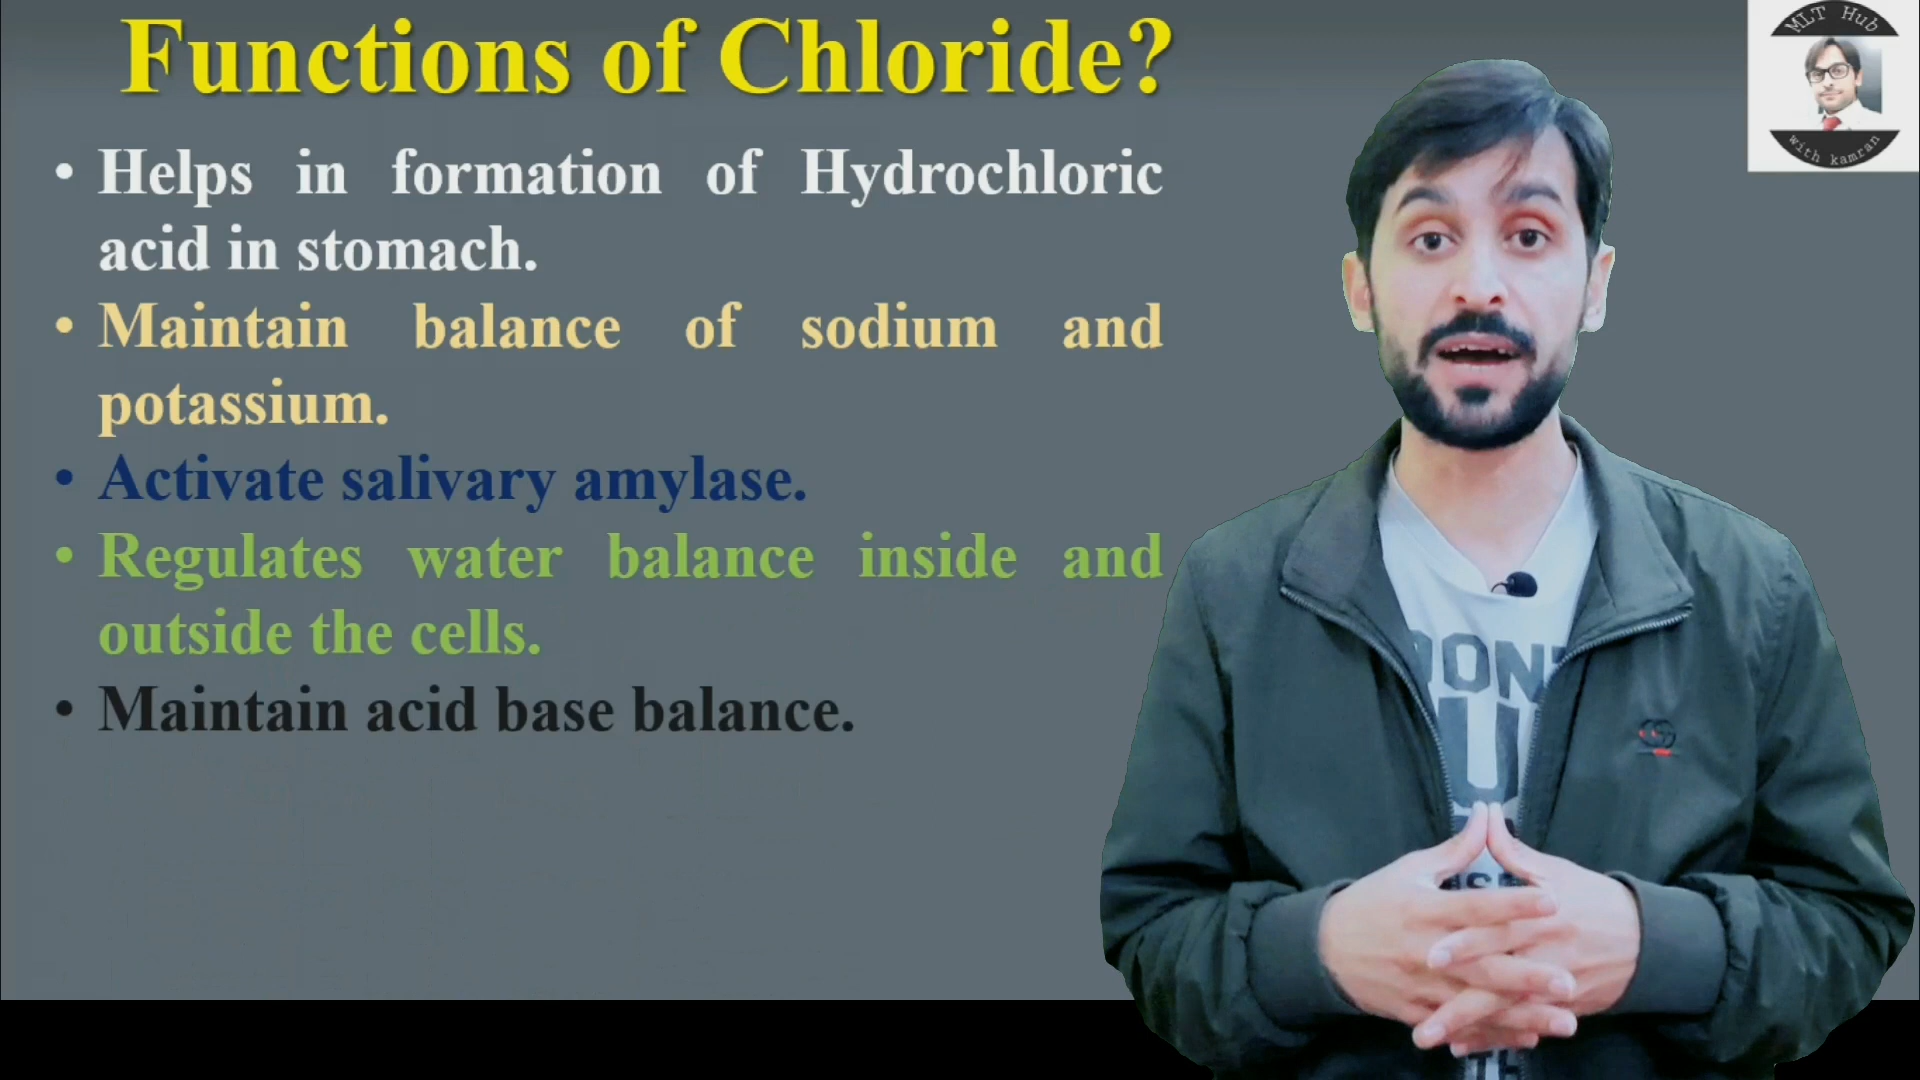 Functions of Chloride?
MLT Hub
with kamran
• Helps in formation of Hydrochloric
acid in stomach.
• Maintain balance of sodium and
potassium.
• Activate salivary amylase.
• Regulates water balance inside and
outside the cells.
• Maintain acid base balance.